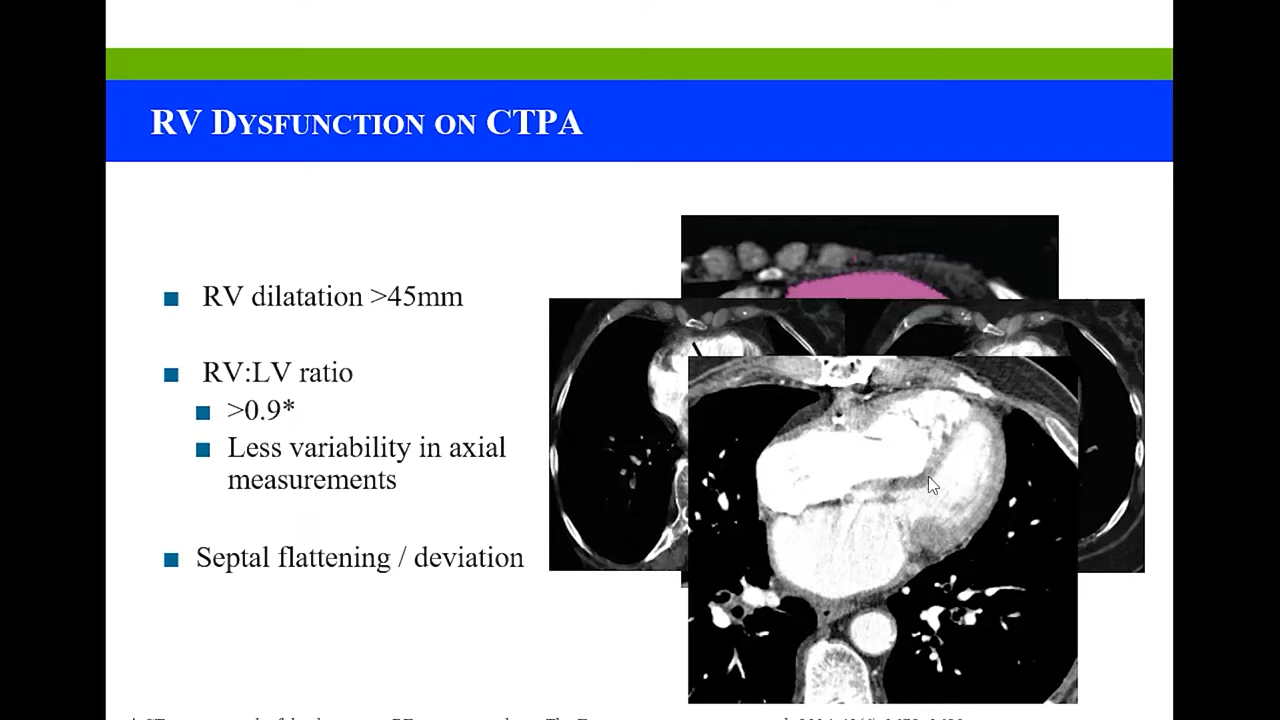 RV DYSFUNCTION ON CTPA
RV dilatation >45mm
RV:LV ratio
>0.9*
Less variability in axial
measurements
Septal flattening / deviation